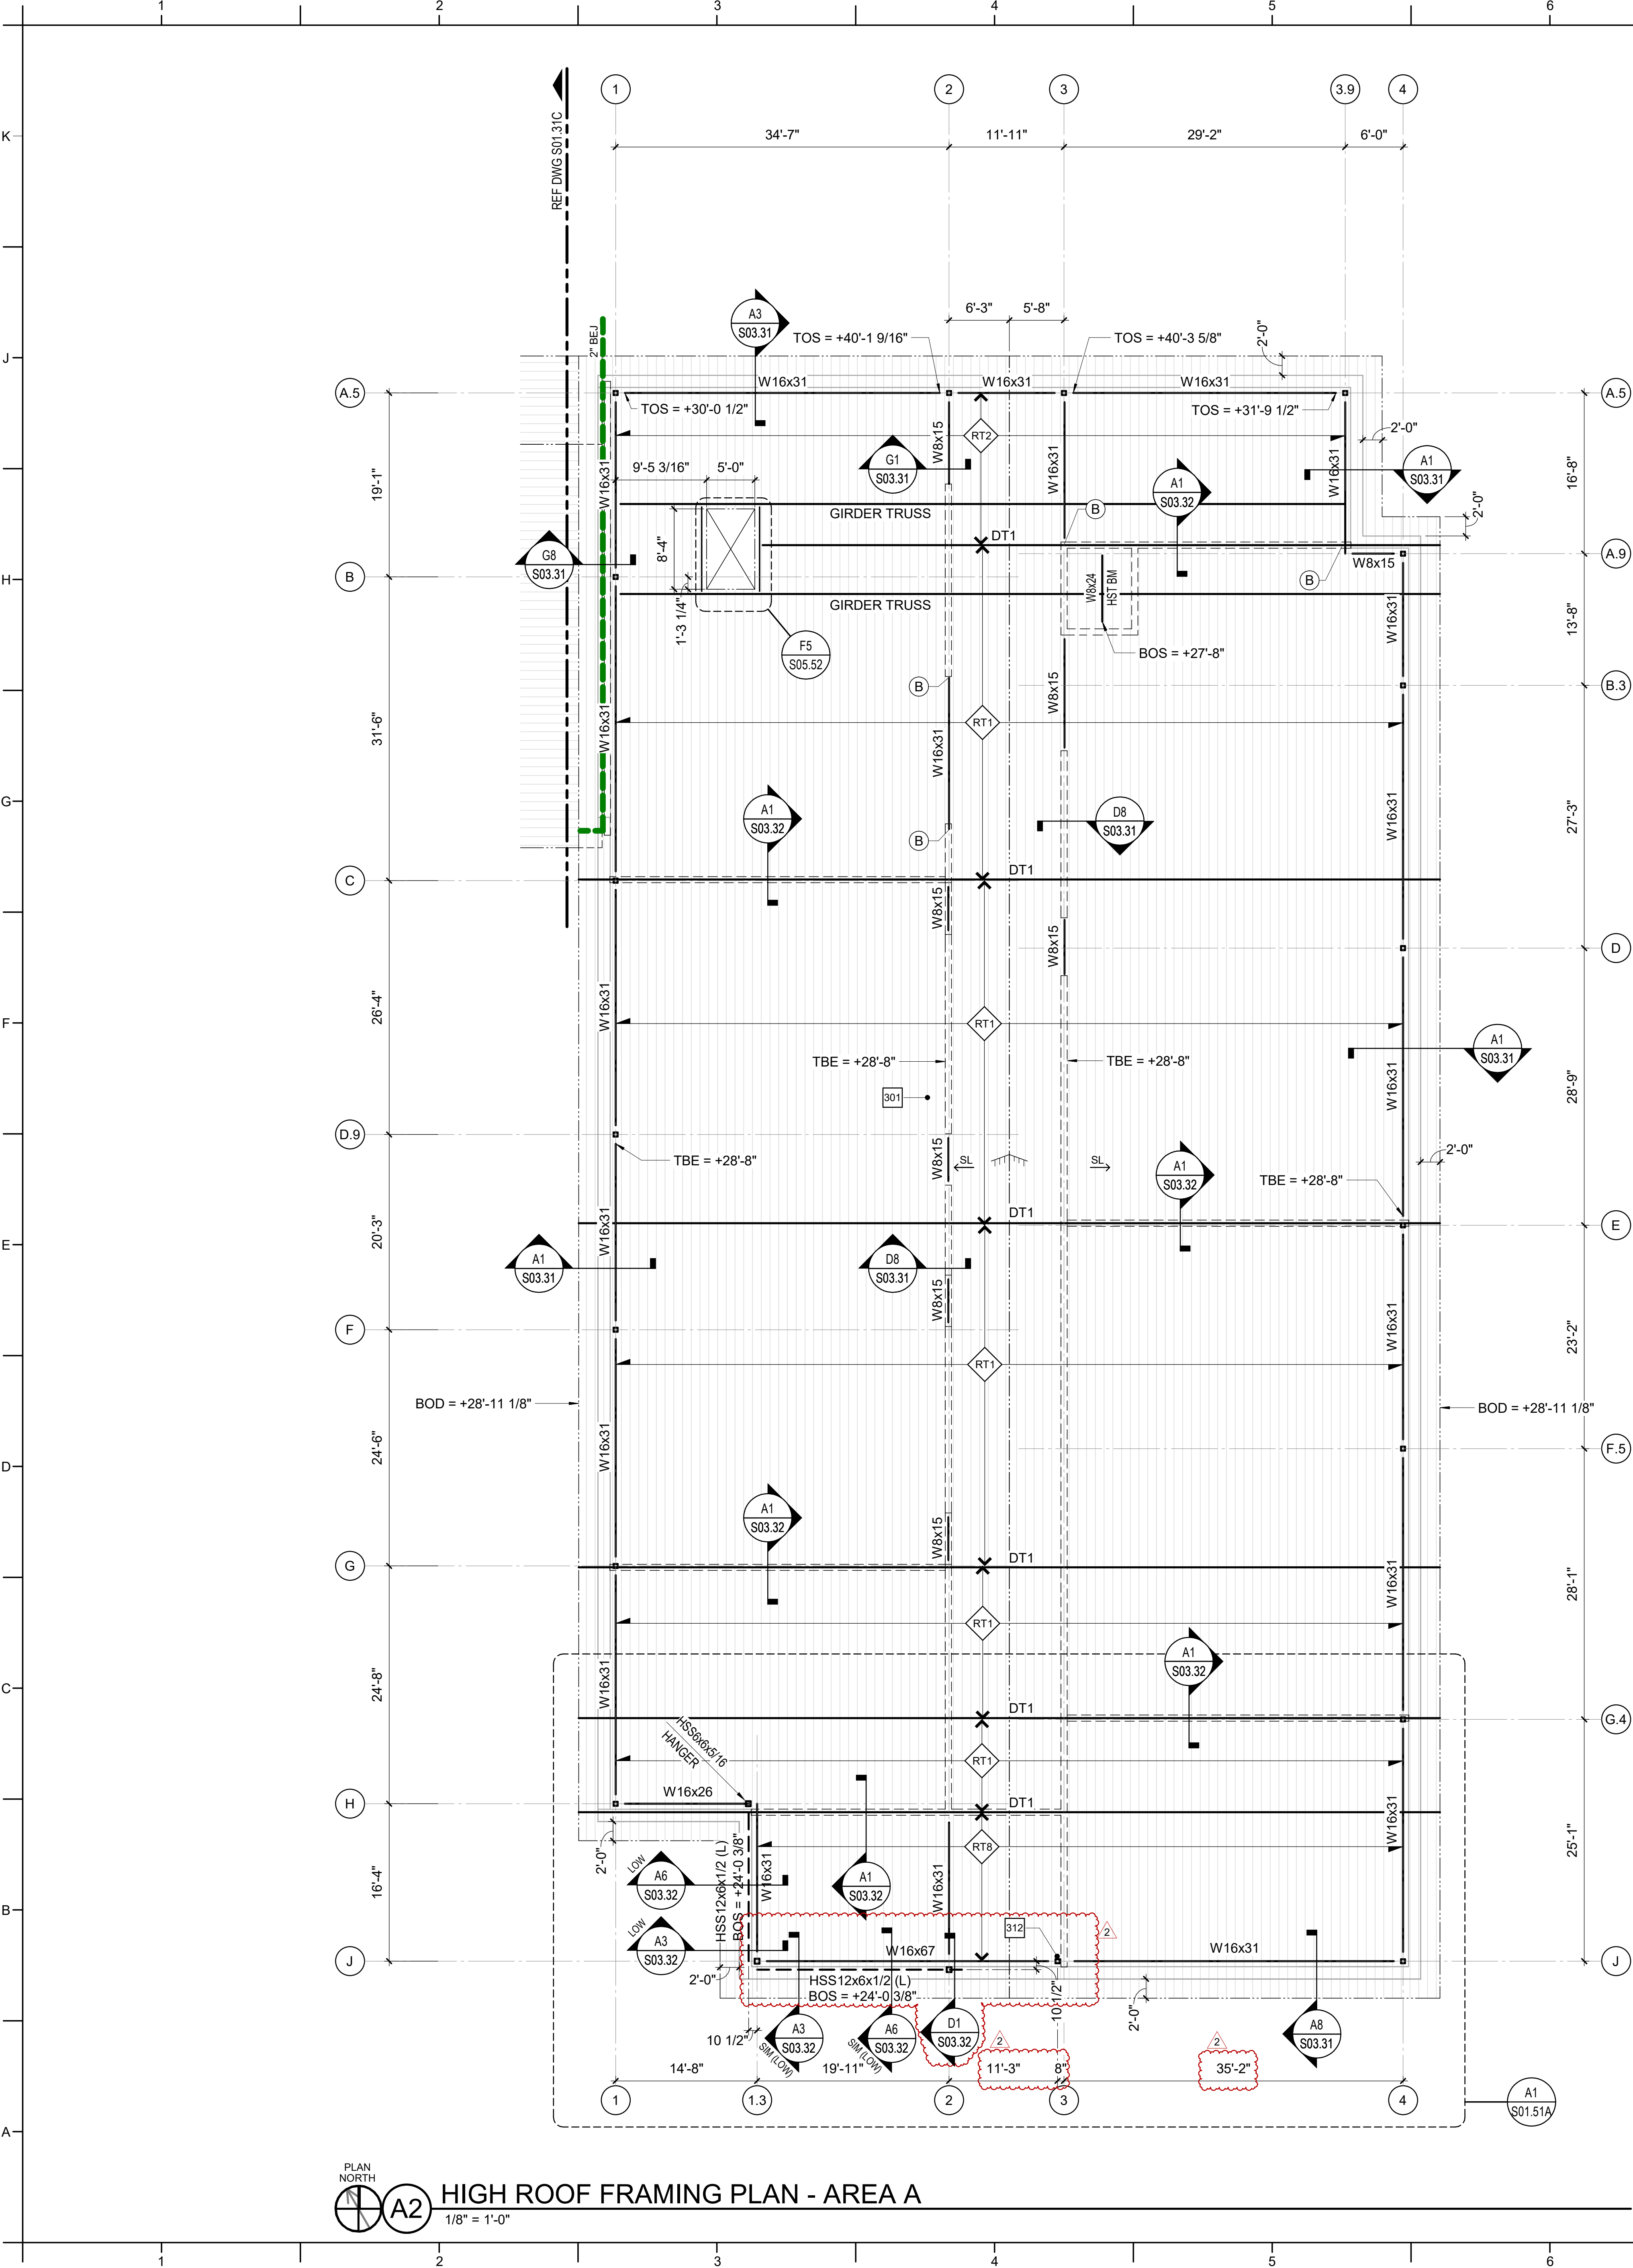 1 2 3 4 5 6
K
J
H
G
F
E
D
C
B
A
REF DWG S01.31C
1 2 3 3.9 4
34'-7" 11'-11" 29'-2" 6'-0"
6'-3" 5'-8"
A3
S03.31
TOS = +40'-1 9/16"
TOS = +40'-3 5/8"
2'-0"
2" BEJ
A.5
W16x31 W16x31 W16x31
A.5
TOS = +30'-0 1/2"
TOS = +31'-9 1/2"
2'-0"
RT2
W8x15
G1
S03.31
W16x31
W16x31
W16x31
A1
S03.31
A1
S03.32
19'-1"
9'-5 3/16" 5'-0"
16'-8"
2'-0"
GIRDER TRUSS
B
DT1
8'-4"
G8
S03.31
A.9
W8x15
B
B
W8x24
HST BM
GIRDER TRUSS
1'-3 1/4"
W16x31
13'-8"
F5
S05.52
BOS = +27'-8"
B
B.3
W8x15
31'-6"
W16x31
RT1
W16x31
A1
S03.32
D8
S03.31
W16x31
27'-3"
B
C
DT1
W8x15
W8x15
D
26'-4"
W16x31
RT1
TBE = +28'-8"
TBE = +28'-8"
A1
S03.31
W16x31
28'-9"
301
D.9
TBE = +28'-8"
W8x15
SL
SL
A1
S03.32
2'-0"
TBE = +28'-8"
20'-3"
W16x31
DT1
E
A1
S03.31
D8
S03.31
W8x15
F
W16x31
23'-2"
RT1
BOD = +28'-11 1/8"
BOD = +28'-11 1/8"
24'-6"
W16x31
F.5
A1
S03.32
W8x15
G
DT1
W16x31
28'-1"
RT1
A1
S03.32
24'-8"
W16x31
DT1
G.4
HSS6x6x5/16
HANGER
RT1
W16x26
H
DT1
W16x31
2'-0"
HSS12x6x1/2 (L)
BOS = +24'-0 3/8"
W16x31
RT8
25'-1"
16'-4"
LOW
A6
S03.32
A1
S03.32
W16x31
LOW
A3
S03.32
312
2
W16x67
W16x31
J
J
2'-0"
HSS12x6x1/2 (L)
BOS = +24'-0 3/8"
10 1/2"
2'-0"
10 1/2"
A3
S03.32
SIM (LOW)
A6
S03.32
SIM (LOW)
D1
S03.32
2
2
A8
S03.31
14'-8" 19'-11" 11'-3" 8" 35'-2"
1 1.3 2 3 4
A1
S01.51A
PLAN
NORTH
A2
HIGH ROOF FRAMING PLAN - AREA A
1/8" = 1'-0"
1 2 3 4 5 6